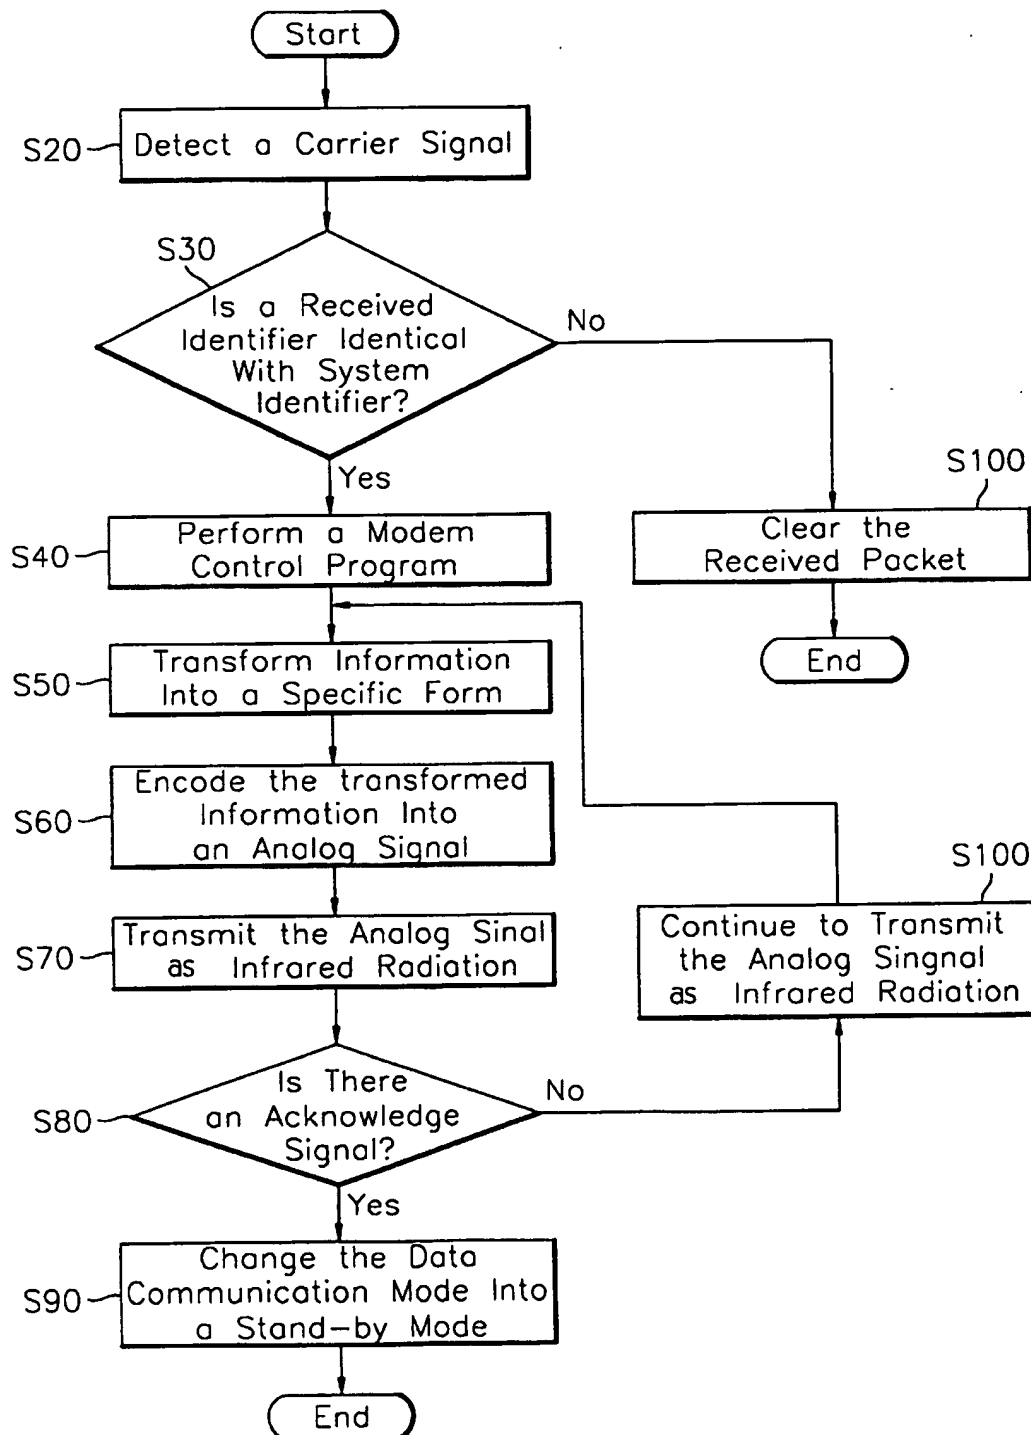 Start
S20
Detect a Carrier Signal
S30
Is a Received
Identifier Identical
With System
Identifier?
No
Yes
S100
Clear the
Received Packet
End
S40
Perform a Modem
Control Program
S50
Transform Information
Into a Specific Form
S60
Encode the transformed
Information Into
an Analog Signal
S70
Transmit the Analog Sinal
as Infrared Radiation
S100
Continue to Transmit
the Analog Singnal
as Infrared Radiation
S80
Is There
an Acknowledge
Signal?
No
Yes
S90
Change the Data
Communication Mode Into
a Stand-by Mode
End